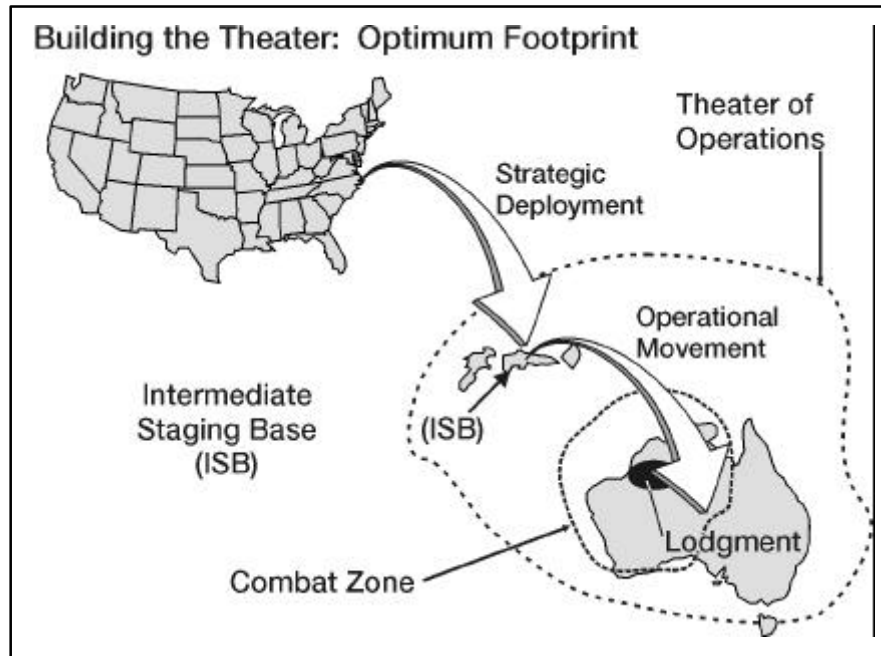 Building the Theater: Optimum Footprint
Theater of
Operations
Strategic
Deployment
Operational
Movement
Intermediate
Staging Base
(ISB)
(ISB)
Lodgment
Combat Zone